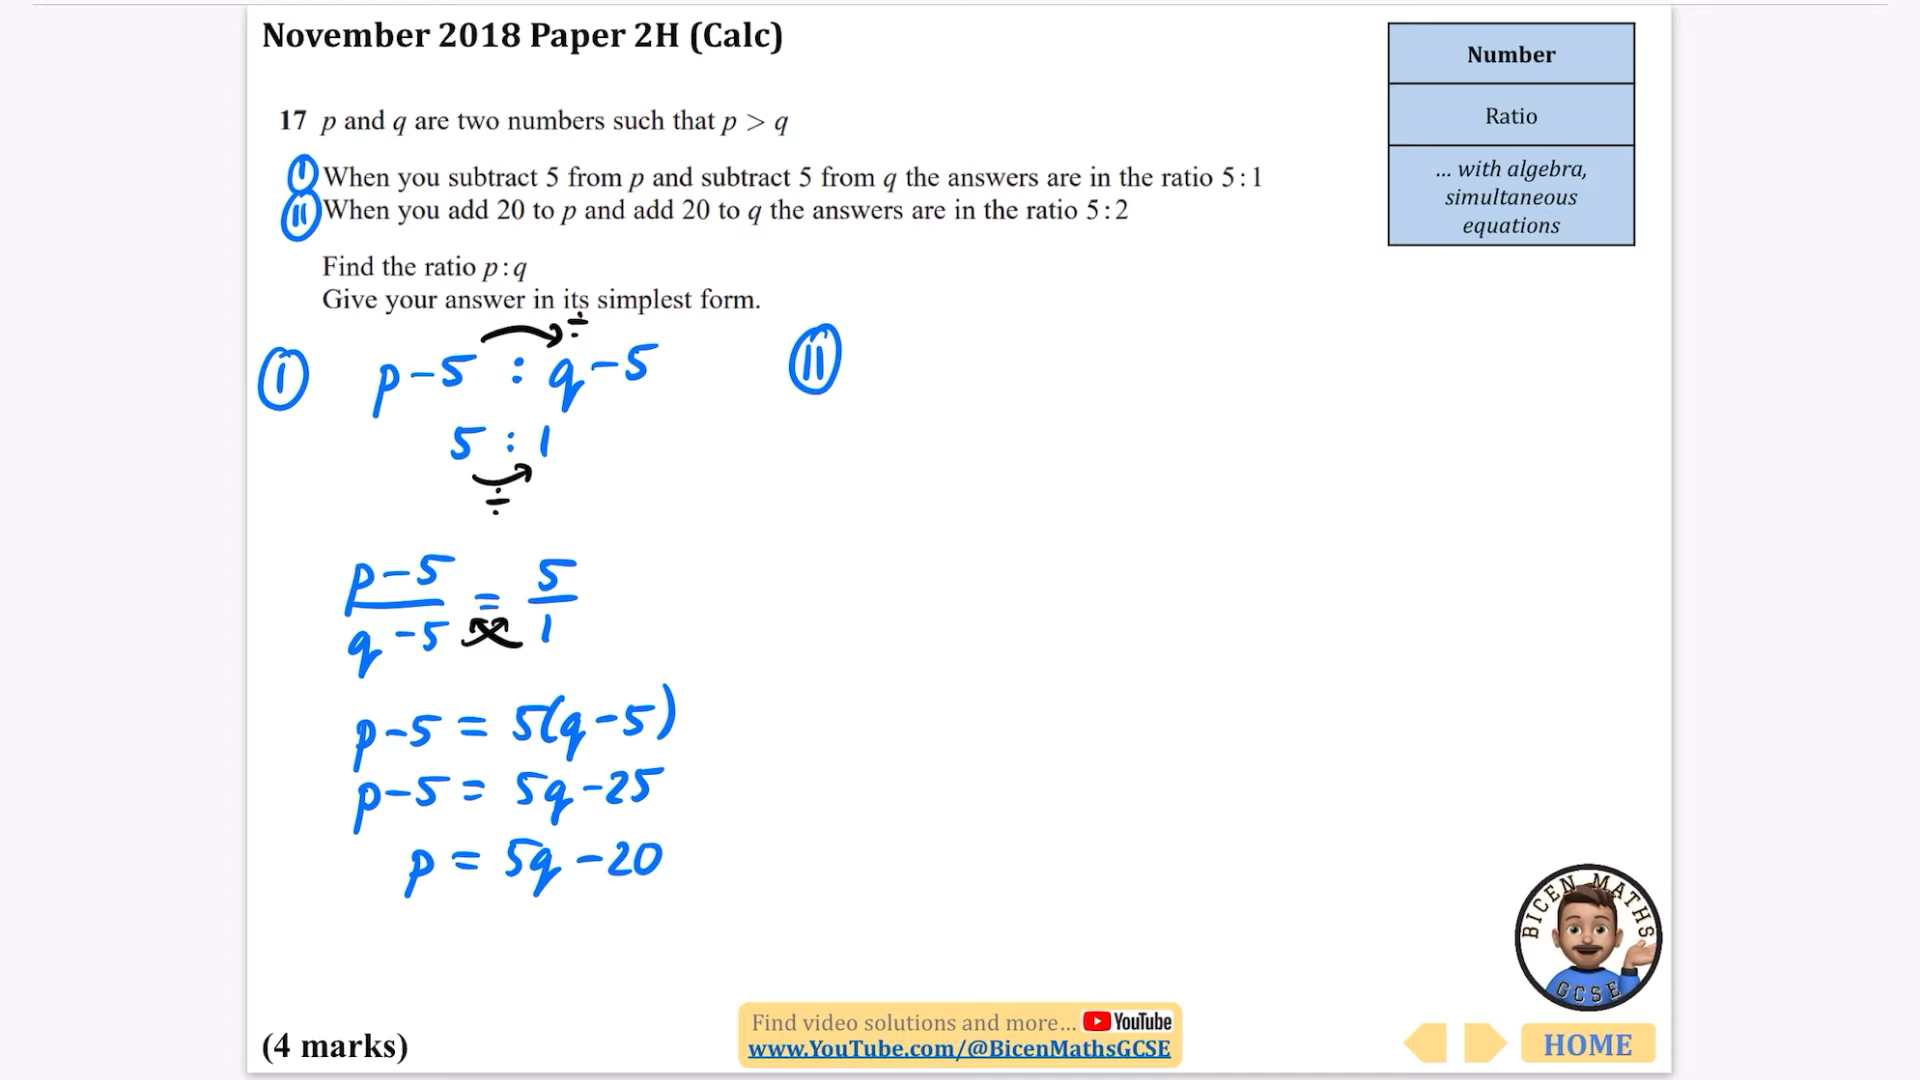 November 2018 Paper 2H (Calc)
Number
Ratio
... with algebra,
simultaneous
equations
17 p and q are two numbers such that p > q
I When you subtract 5 from p and subtract 5 from q the answers are in the ratio 5 : 1
II When you add 20 to p and add 20 to q the answers are in the ratio 5 : 2
Find the ratio p : q
Give your answer in its simplest form.
÷
I p-5 : q-5
5 : 1
÷
p-5/q-5 = 5/1
p-5 = 5(q-5)
p-5 = 5q-25
p = 5q-20
II
BICEN MATHS
GCSE
(4 marks)
Find video solutions and more... YouTube
www.YouTube.com/@BicenMathsGCSE
HOME